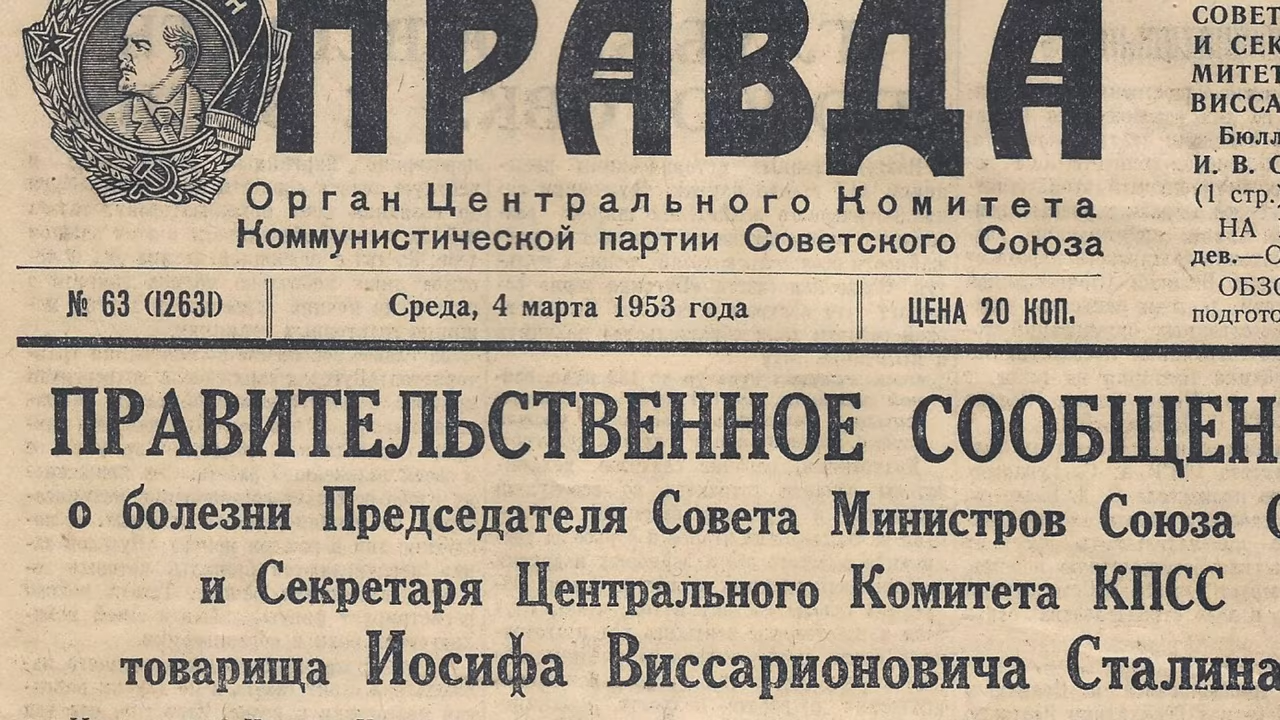 ПРАВДА
Орган Центрального Комитета
Коммунистической партии Советского Союза
№ 63 (12631)
Среда, 4 марта 1953 года
ЦЕНА 20 КОП.
СОВЕТ
И СЕК
МИТЕТ
ВИССА
Бюлл
И. В. С
(1 стр.
НА
дев.—С
ОБЗО
подгото
ПРАВИТЕЛЬСТВЕННОЕ СООБЩЕН
о болезни Председателя Совета Министров Союза С
и Секретаря Центрального Комитета КПСС
товарища Иосифа Виссарионовича Сталина